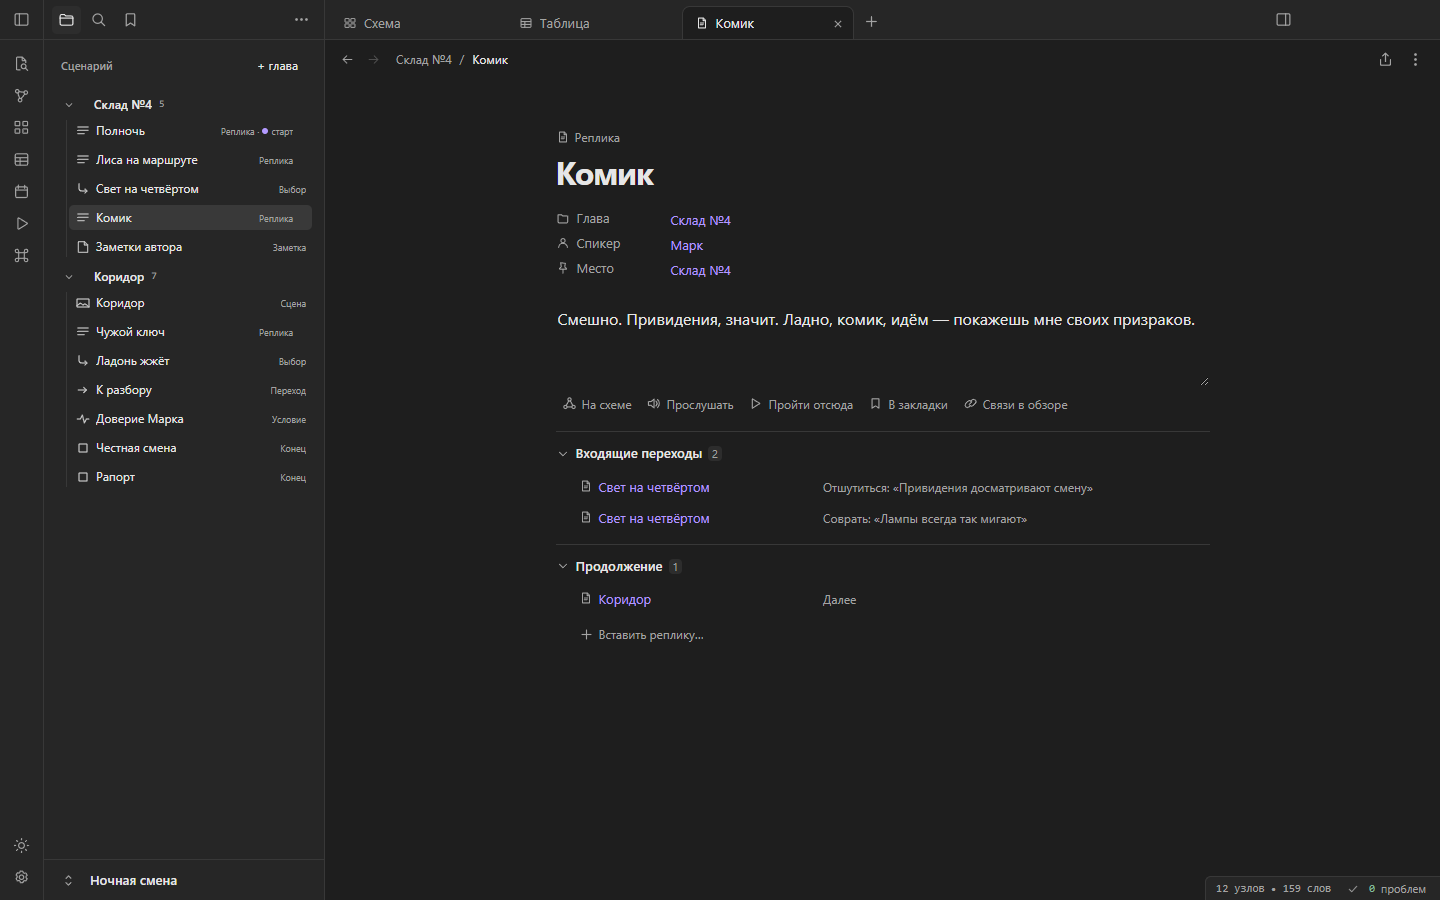 Схема
Таблица
Комик
Сценарий
+ глава
Склад №4 / Комик
Склад №4 5
Полночь Реплика · старт
Лиса на маршруте Реплика
Свет на четвёртом Выбор
Комик Реплика
Заметки автора Заметка
Коридор 7
Коридор Сцена
Чужой ключ Реплика
Ладонь жжёт Выбор
К разбору Переход
Доверие Марка Условие
Честная смена Конец
Рапорт Конец
Ночная смена
Реплика
Комик
Глава Склад №4
Спикер Марк
Место Склад №4
Смешно. Привидения, значит. Ладно, комик, идём — покажешь мне своих призраков.
На схеме Прослушать Пройти отсюда В закладки Связи в обзоре
Входящие переходы 2
Свет на четвёртом Отшутиться: «Привидения досматривают смену»
Свет на четвёртом Соврать: «Лампы всегда так мигают»
Продолжение 1
Коридор Далее
Вставить реплику...
12 узлов • 159 слов 0 проблем